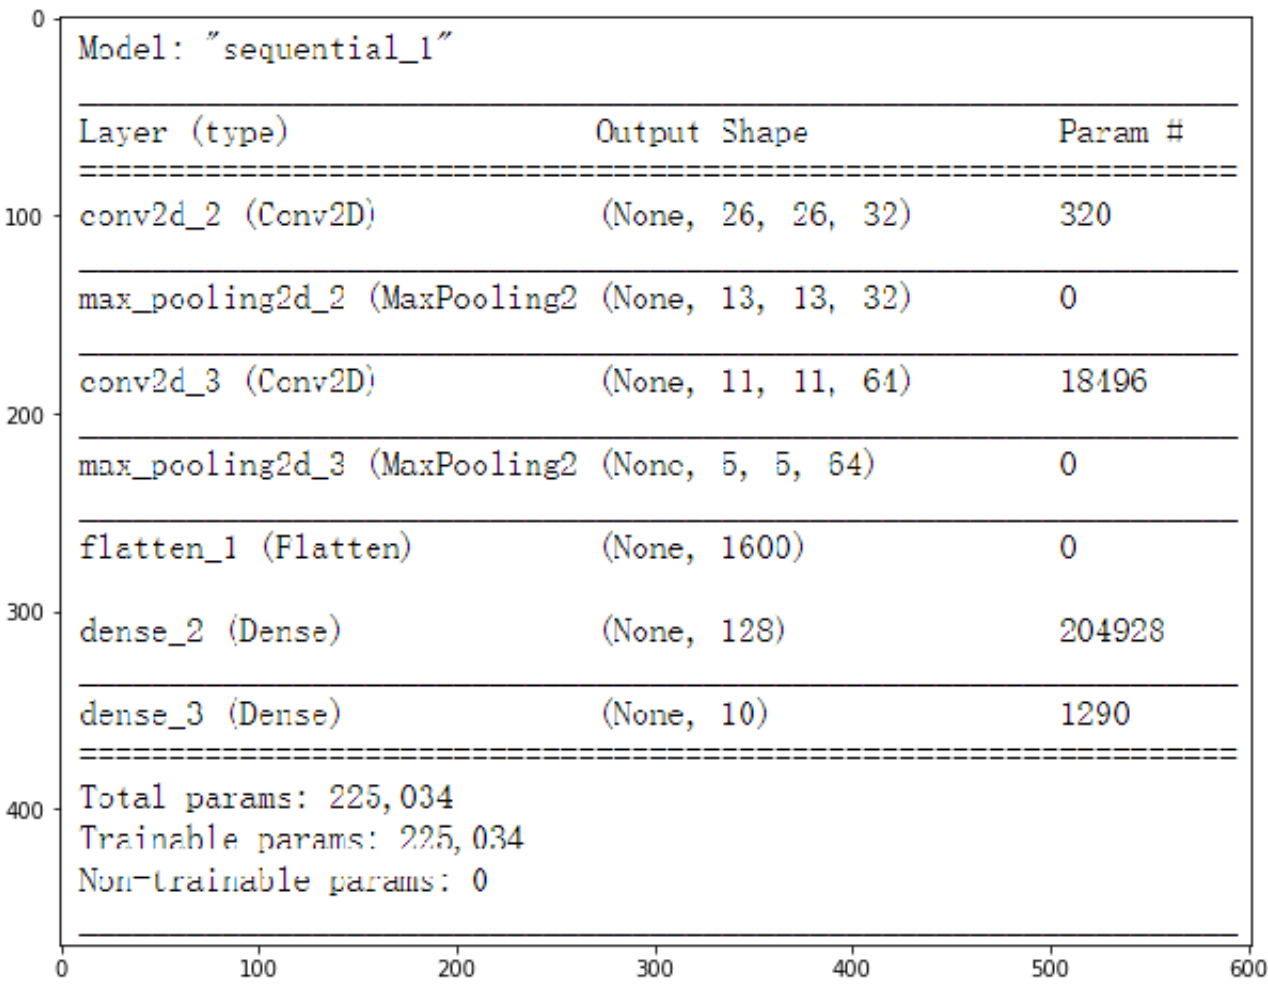 Model: "sequential_1"
Layer (type) Output Shape Param #
conv2d_2 (Conv2D) (None, 26, 26, 32) 320
max_pooling2d_2 (MaxPooling2 (None, 13, 13, 32) 0
conv2d_3 (Conv2D) (None, 11, 11, 64) 18496
max_pooling2d_3 (MaxPooling2 (None, 5, 5, 64) 0
flatten_1 (Flatten) (None, 1600) 0
dense_2 (Dense) (None, 128) 204928
dense_3 (Dense) (None, 10) 1290
Total params: 225,034
Trainable params: 225,034
Non-trainable params: 0
0
100
200
300
400
0 100 200 300 400 500 600